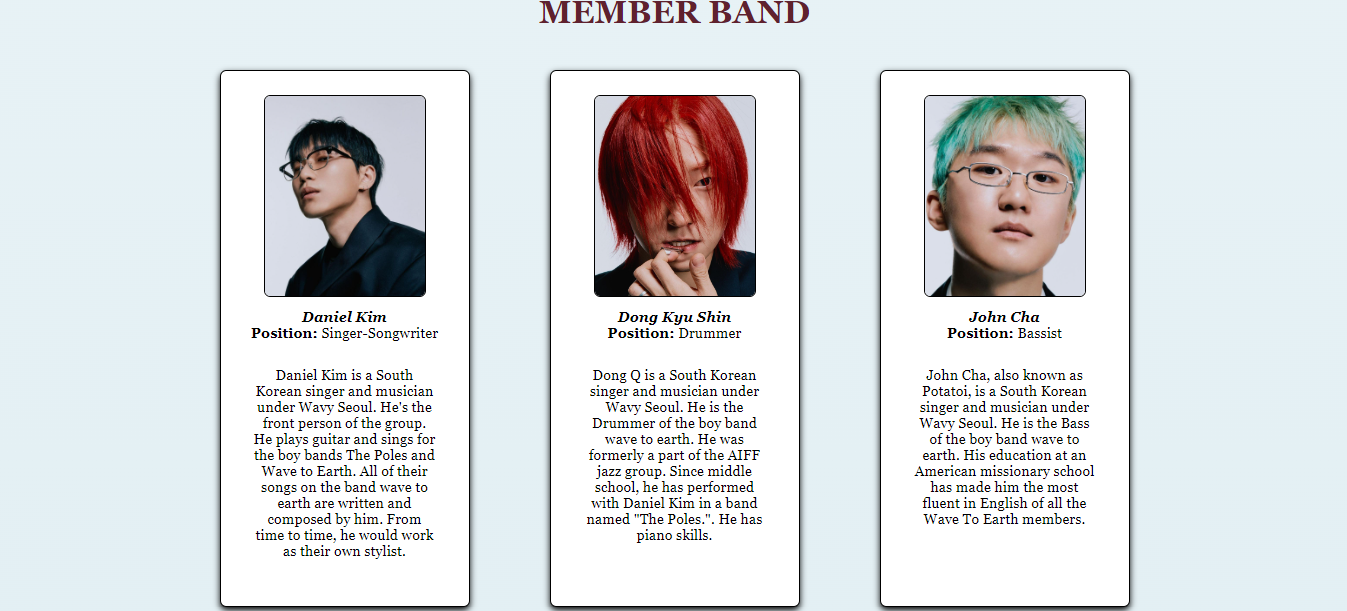 MEMBER BAND
Daniel Kim
Position: Singer-Songwriter
Daniel Kim is a South
Korean singer and musician
under Wavy Seoul. He's the
front person of the group.
He plays guitar and sings for
the boy bands The Poles and
Wave to Earth. All of their
songs on the band wave to
earth are written and
composed by him. From
time to time, he would work
as their own stylist.
Dong Kyu Shin
Position: Drummer
Dong Q is a South Korean
singer and musician under
Wavy Seoul. He is the
Drummer of the boy band
wave to earth. He was
formerly a part of the AIFF
jazz group. Since middle
school, he has performed
with Daniel Kim in a band
named "The Poles.". He has
piano skills.
John Cha
Position: Bassist
John Cha, also known as
Potatoi, is a South Korean
singer and musician under
Wavy Seoul. He is the Bass
of the boy band wave to
earth. His education at an
American missionary school
has made him the most
fluent in English of all the
Wave To Earth members.